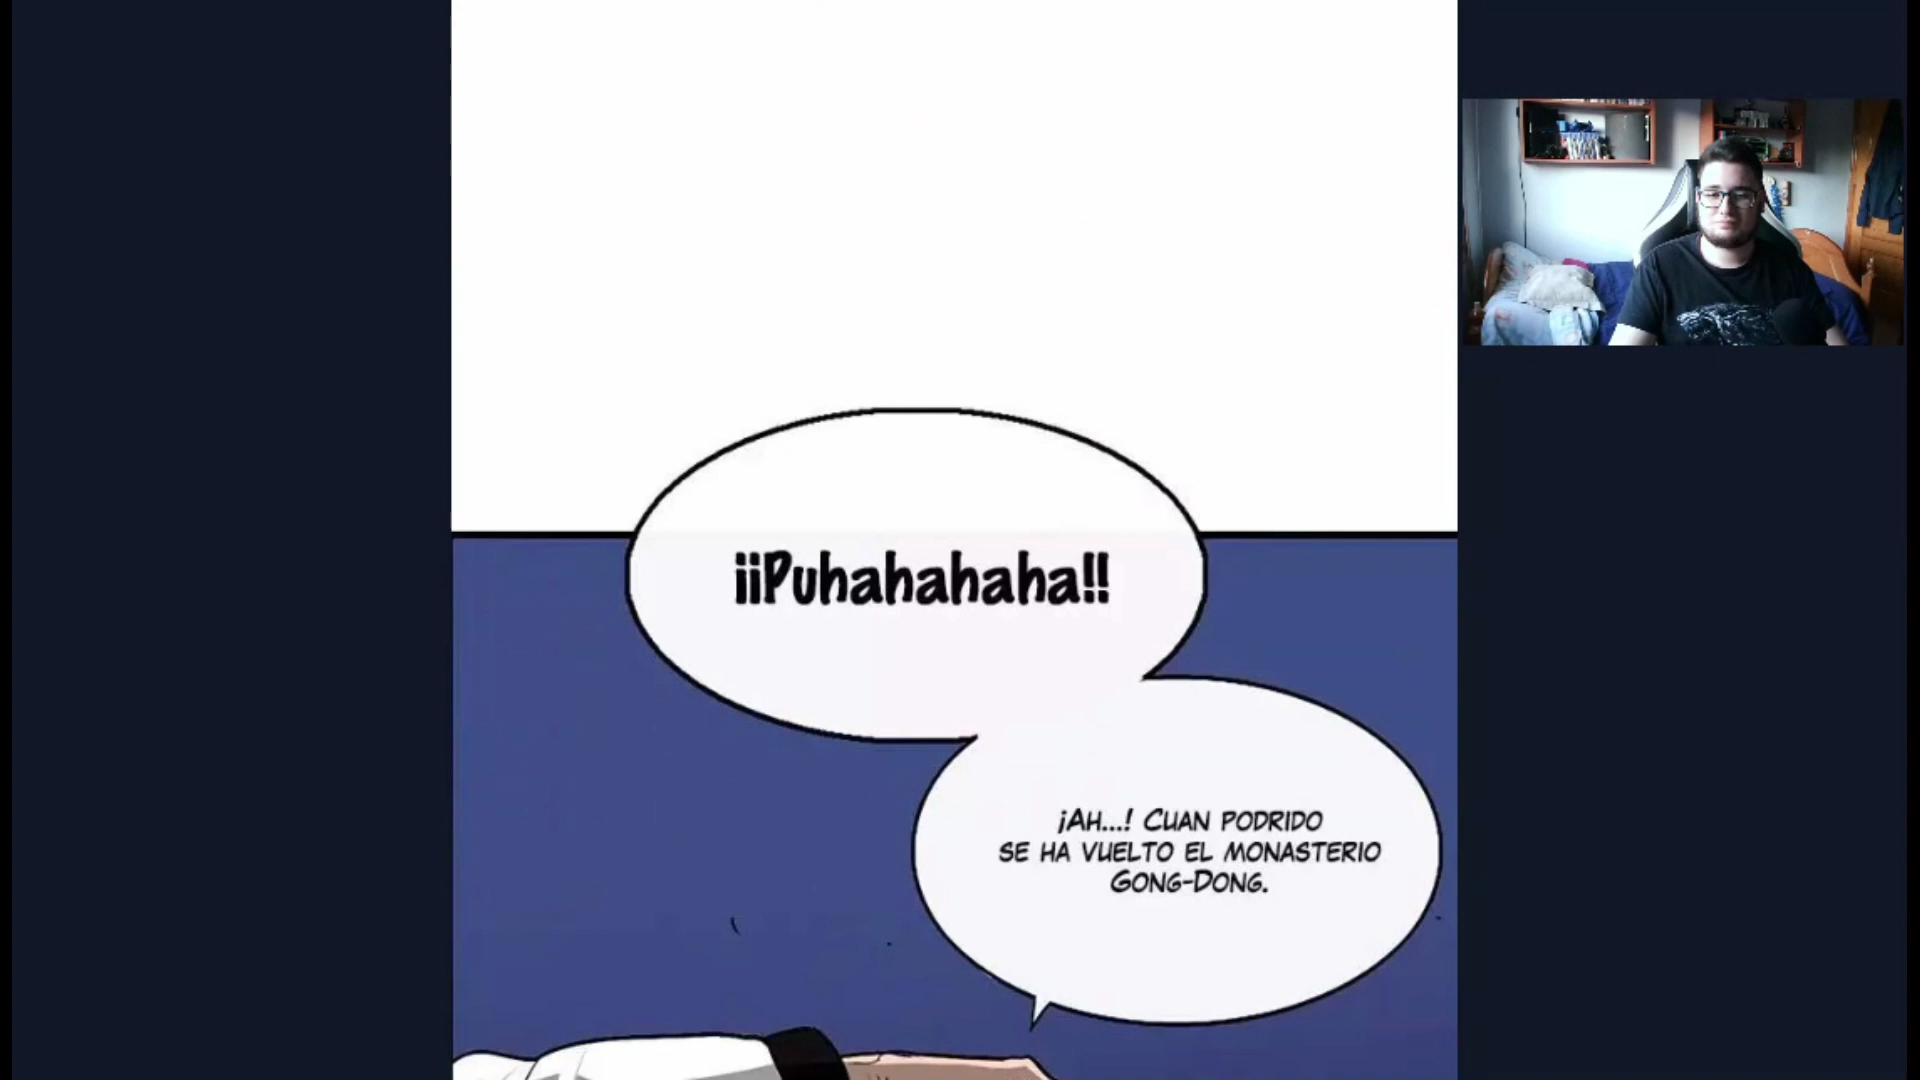 ¡¡Puhahahaha!!
¡AH...! CUAN PODRIDO
SE HA VUELTO EL MONASTERIO
GONG-DONG.